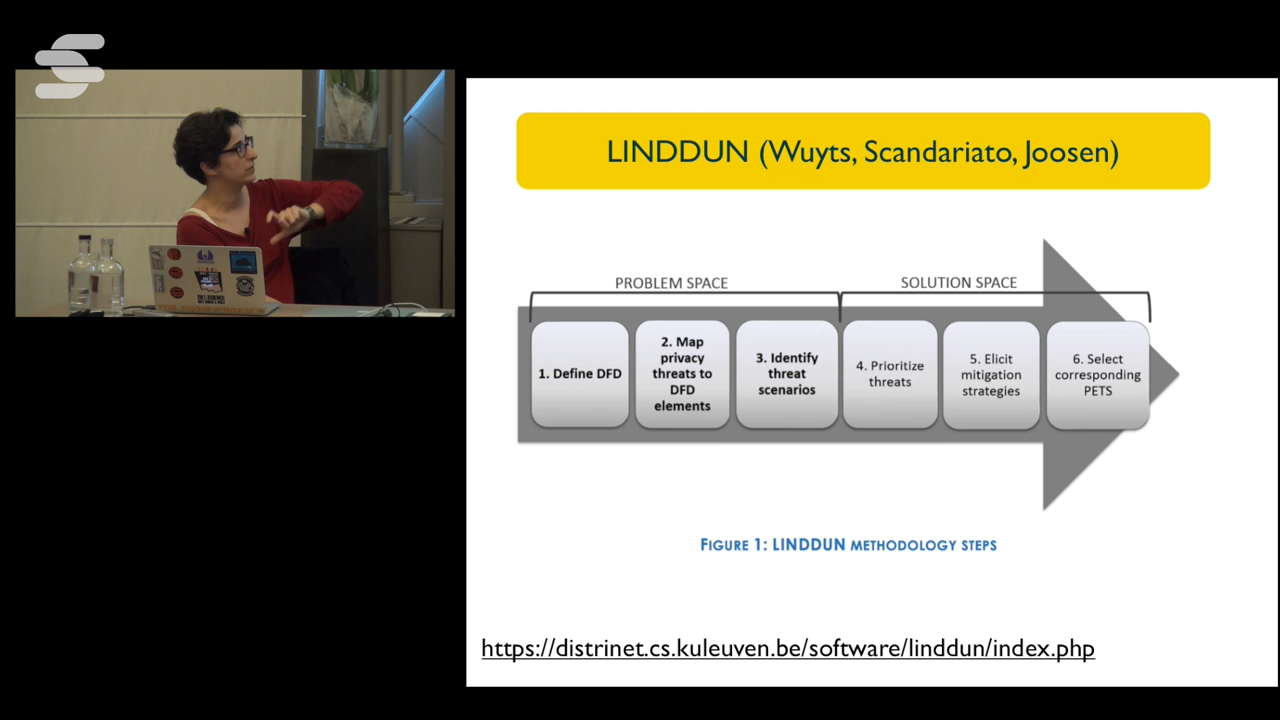 LINDDUN (Wuyts, Scandariato, Joosen)
PROBLEM SPACE
SOLUTION SPACE
1. Define DFD
2. Map
privacy
threats to
DFD
elements
3. Identify
threat
scenarios
4. Prioritize
threats
5. Elicit
mitigation
strategies
6. Select
corresponding
PETS
FIGURE 1: LINDDUN METHODOLOGY STEPS
https://distrinet.cs.kuleuven.be/software/linddun/index.php